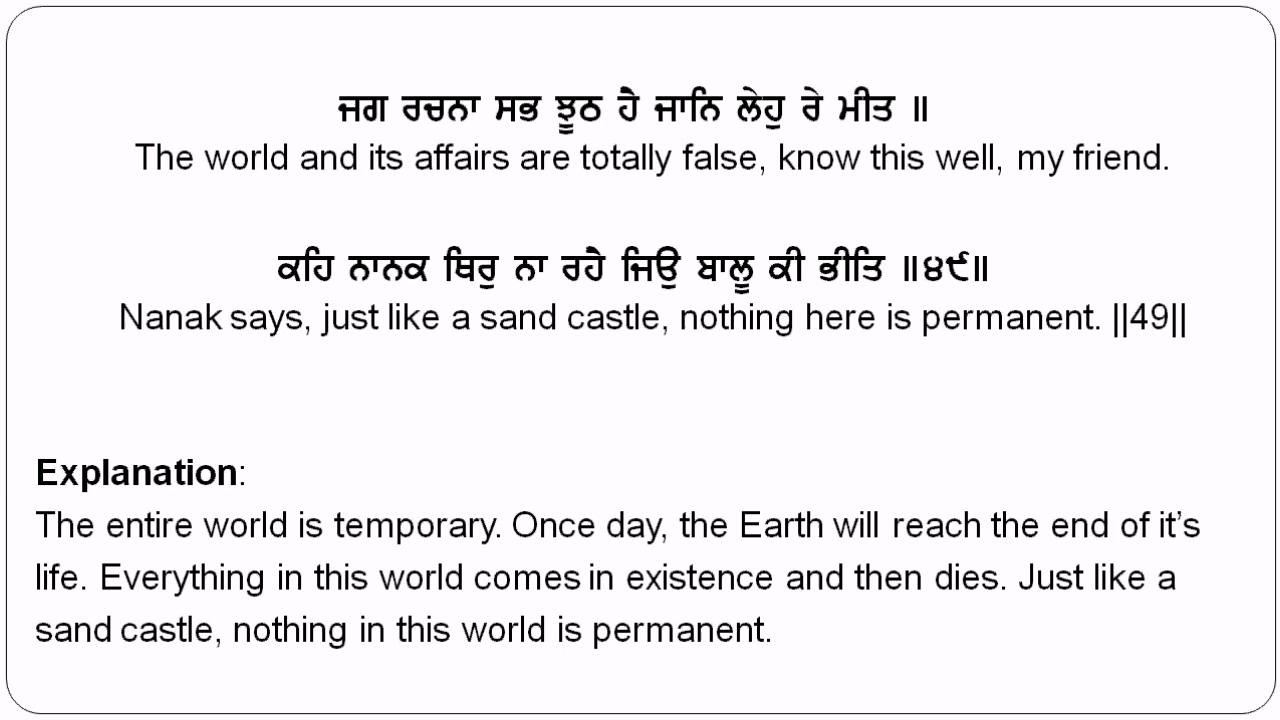 ਜਗ ਰਚਨਾ ਸਭ ਝੂਠ ਹੈ ਜਾਨਿ ਲੇਹੁ ਰੇ ਮੀਤ ॥
The world and its affairs are totally false, know this well, my friend.
ਕਹਿ ਨਾਨਕ ਥਿਰੁ ਨਾ ਰਹੈ ਜਿਉ ਬਾਲੂ ਕੀ ਭੀਤਿ ॥੪੯॥
Nanak says, just like a sand castle, nothing here is permanent. ||49||
Explanation:
The entire world is temporary. Once day, the Earth will reach the end of it’s
life. Everything in this world comes in existence and then dies. Just like a
sand castle, nothing in this world is permanent.